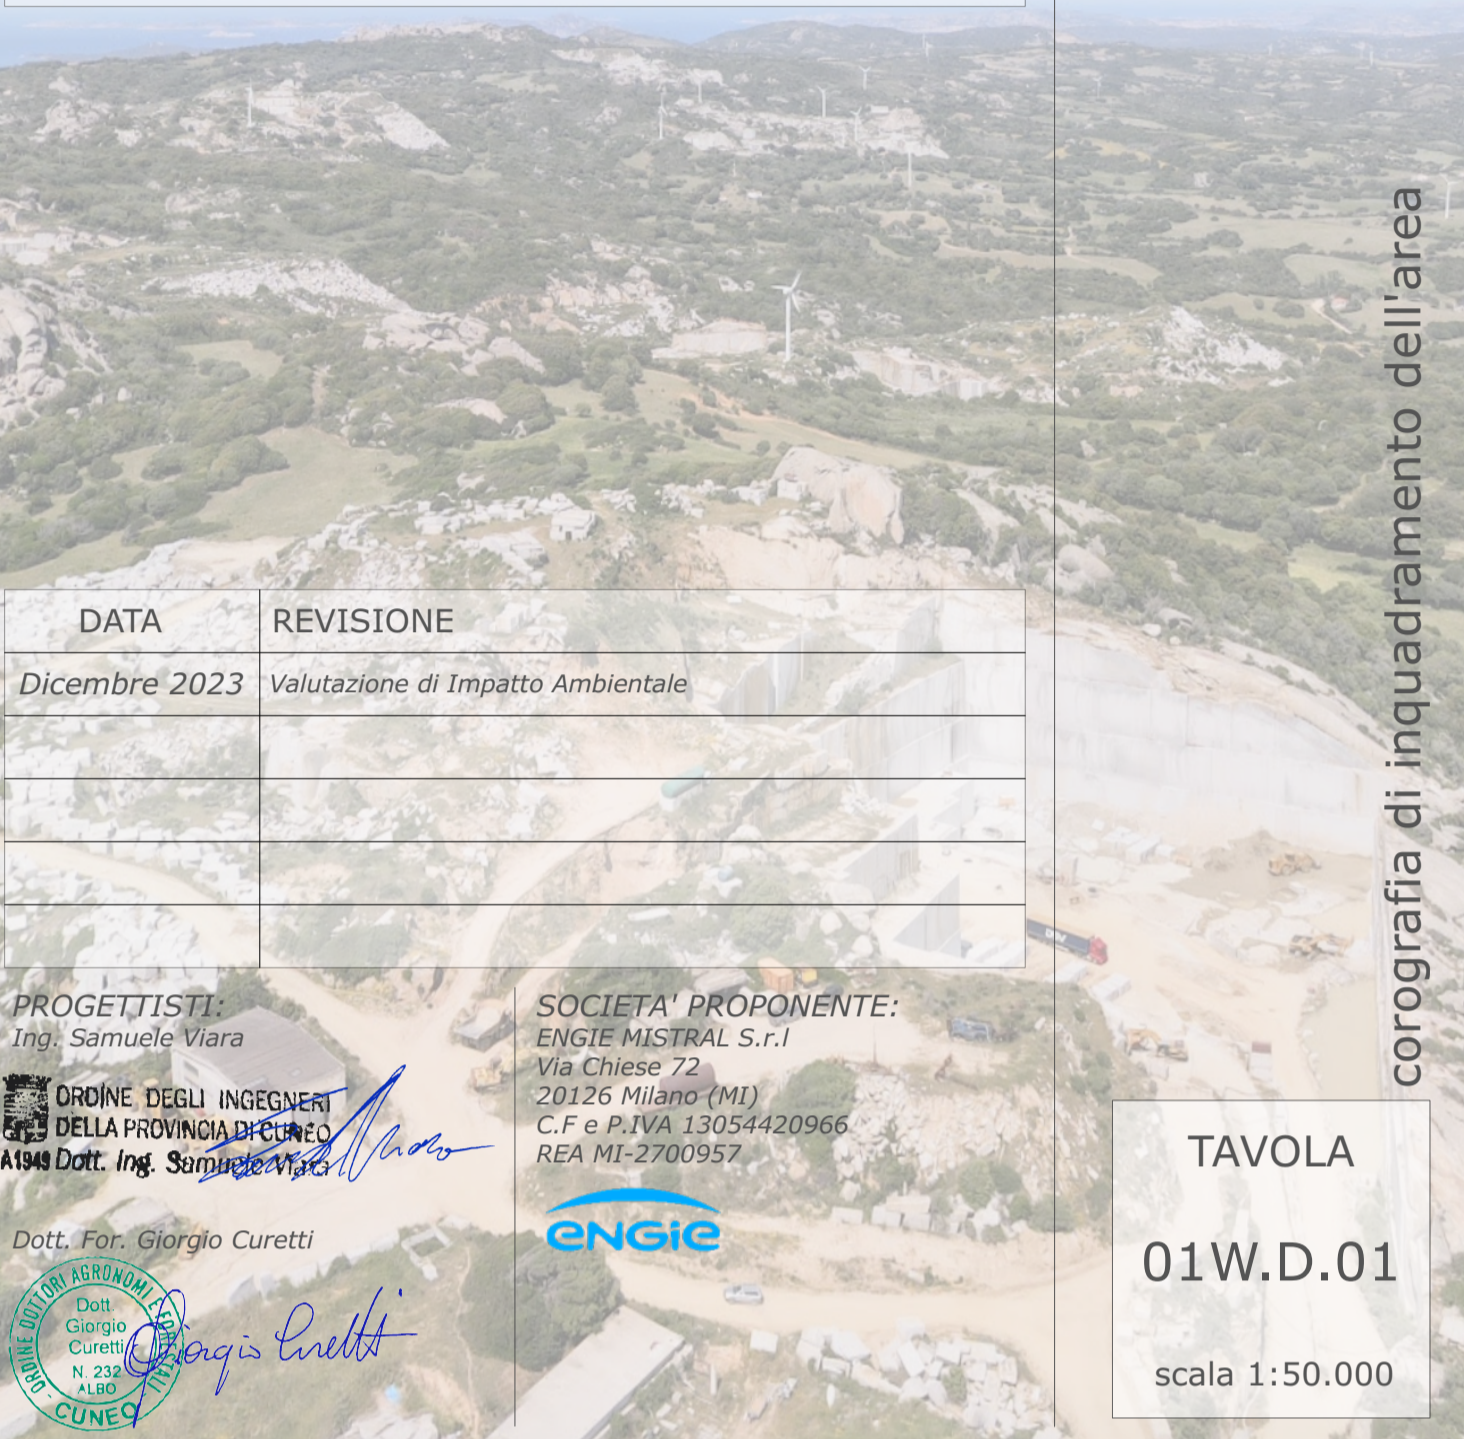 DATA
REVISIONE
Dicembre 2023
Valutazione di Impatto Ambientale
PROGETTISTI:
Ing. Samuele Viara
ORDINE DEGLI INGEGNERI
DELLA PROVINCIA DI CUNEO
A1949 Dott. Ing. Samuele Viara
Dott. For. Giorgio Curetti
ORDINE DOTTORI AGRONOMI E FORESTALI
Dott.
Giorgio
Curetti
N. 232
ALBO
CUNEO
Giorgio Curetti
SOCIETA' PROPONENTE:
ENGIE MISTRAL S.r.l
Via Chiese 72
20126 Milano (MI)
C.F e P.IVA 13054420966
REA MI-2700957
ENGIE
corografia di inquadramento dell'area
TAVOLA
01W.D.01
scala 1:50.000